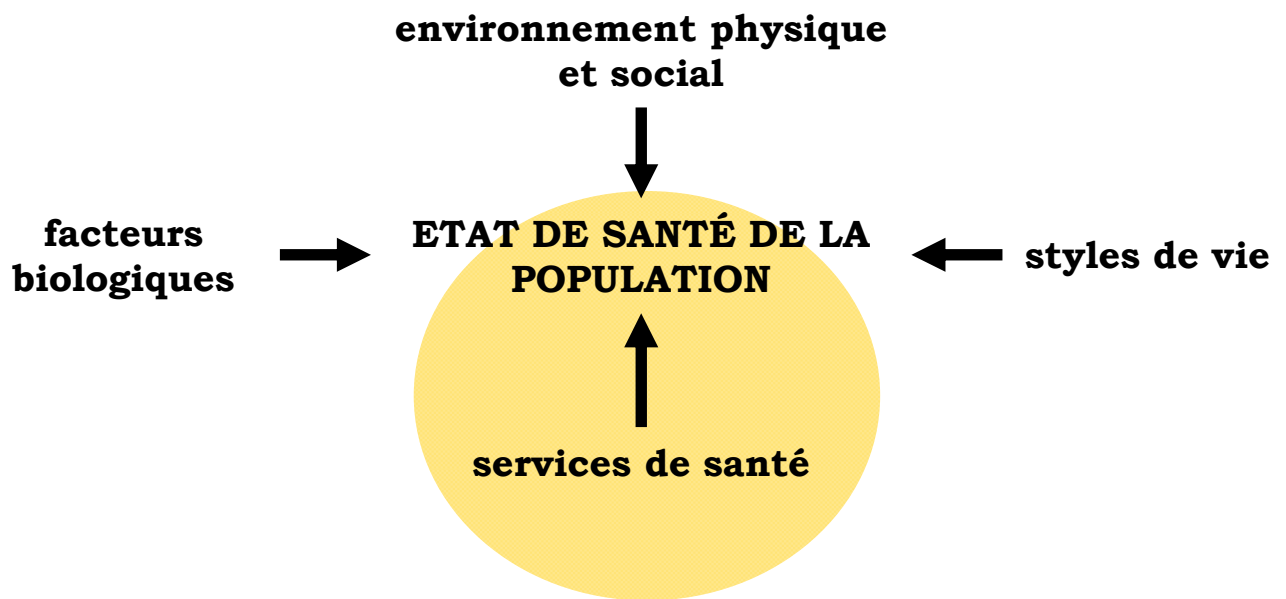 environnement physique
et social
facteurs
biologiques
ETAT DE SANTÉ DE LA
POPULATION
styles de vie
services de santé